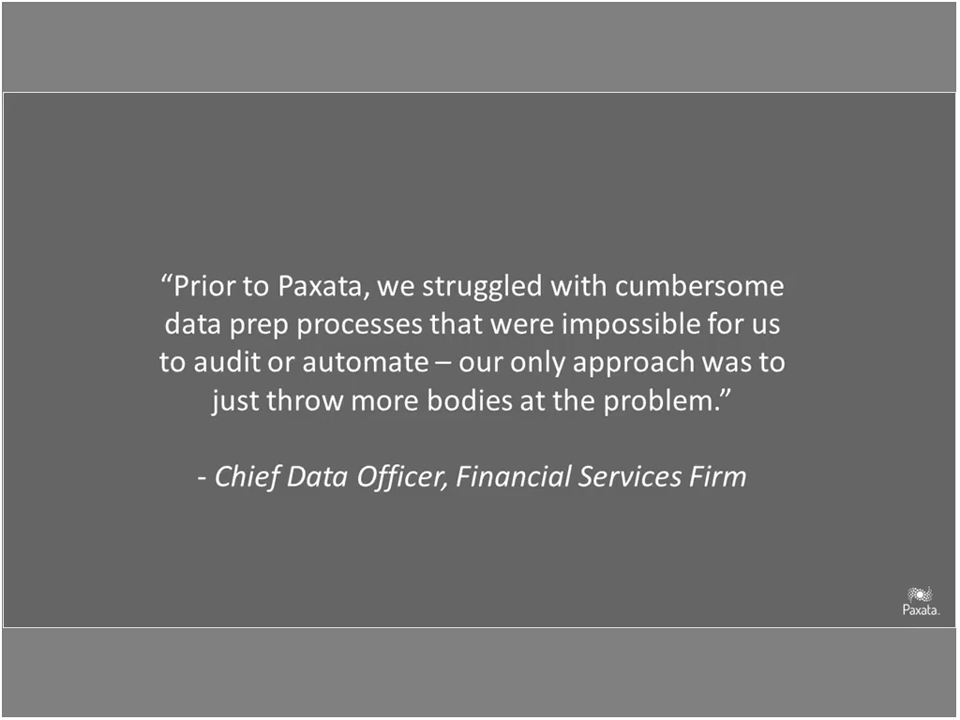 “Prior to Paxata, we struggled with cumbersome
data prep processes that were impossible for us
to audit or automate – our only approach was to
just throw more bodies at the problem.”
- Chief Data Officer, Financial Services Firm
Paxata